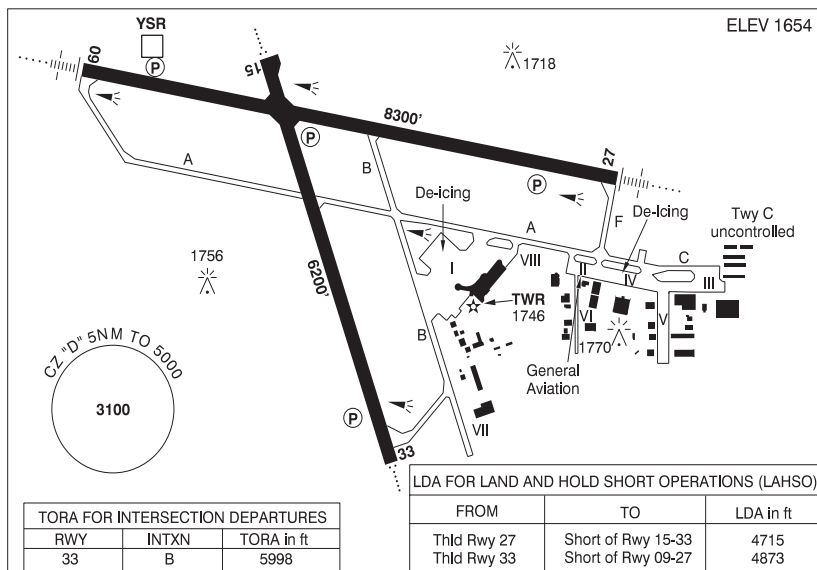 ELEV 1654
YSR
P
09
15
1718
8300'
P
27
P
A
B
De-icing
A
F
De-Icing
Twy C
uncontrolled
1756
6200'
I
VIII
II
IV
C
III
TWR
1746
V
VI
1770
B
General
Aviation
CZ "D" 5NM TO 5000
3100
P
VII
33
TORA FOR INTERSECTION DEPARTURES
RWY INTXN TORA in ft
33 B 5998
LDA FOR LAND AND HOLD SHORT OPERATIONS (LAHSO)
FROM TO LDA in ft
Thld Rwy 27 Short of Rwy 15-33 4715
Thld Rwy 33 Short of Rwy 09-27 4873